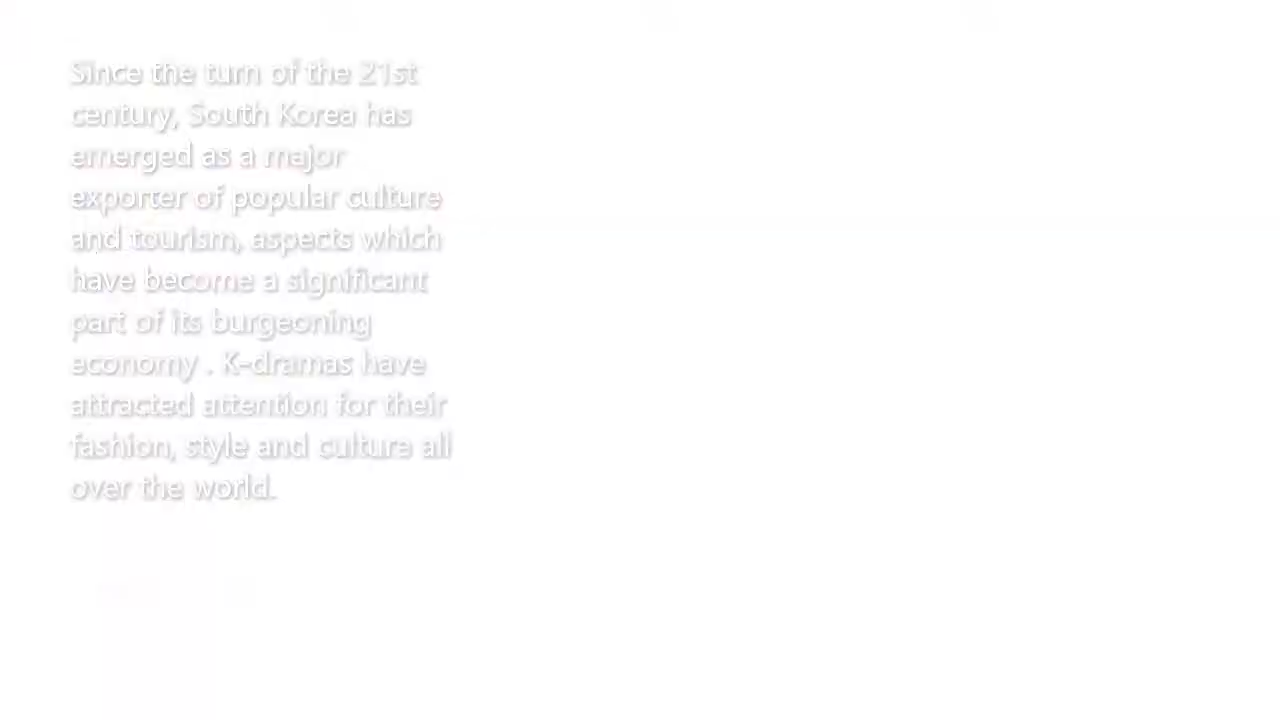 Since the turn of the 21st
century, South Korea has
emerged as a major
exporter of popular culture
and tourism, aspects which
have become a significant
part of its burgeoning
economy . K-dramas have
attracted attention for their
fashion, style and culture all
over the world.